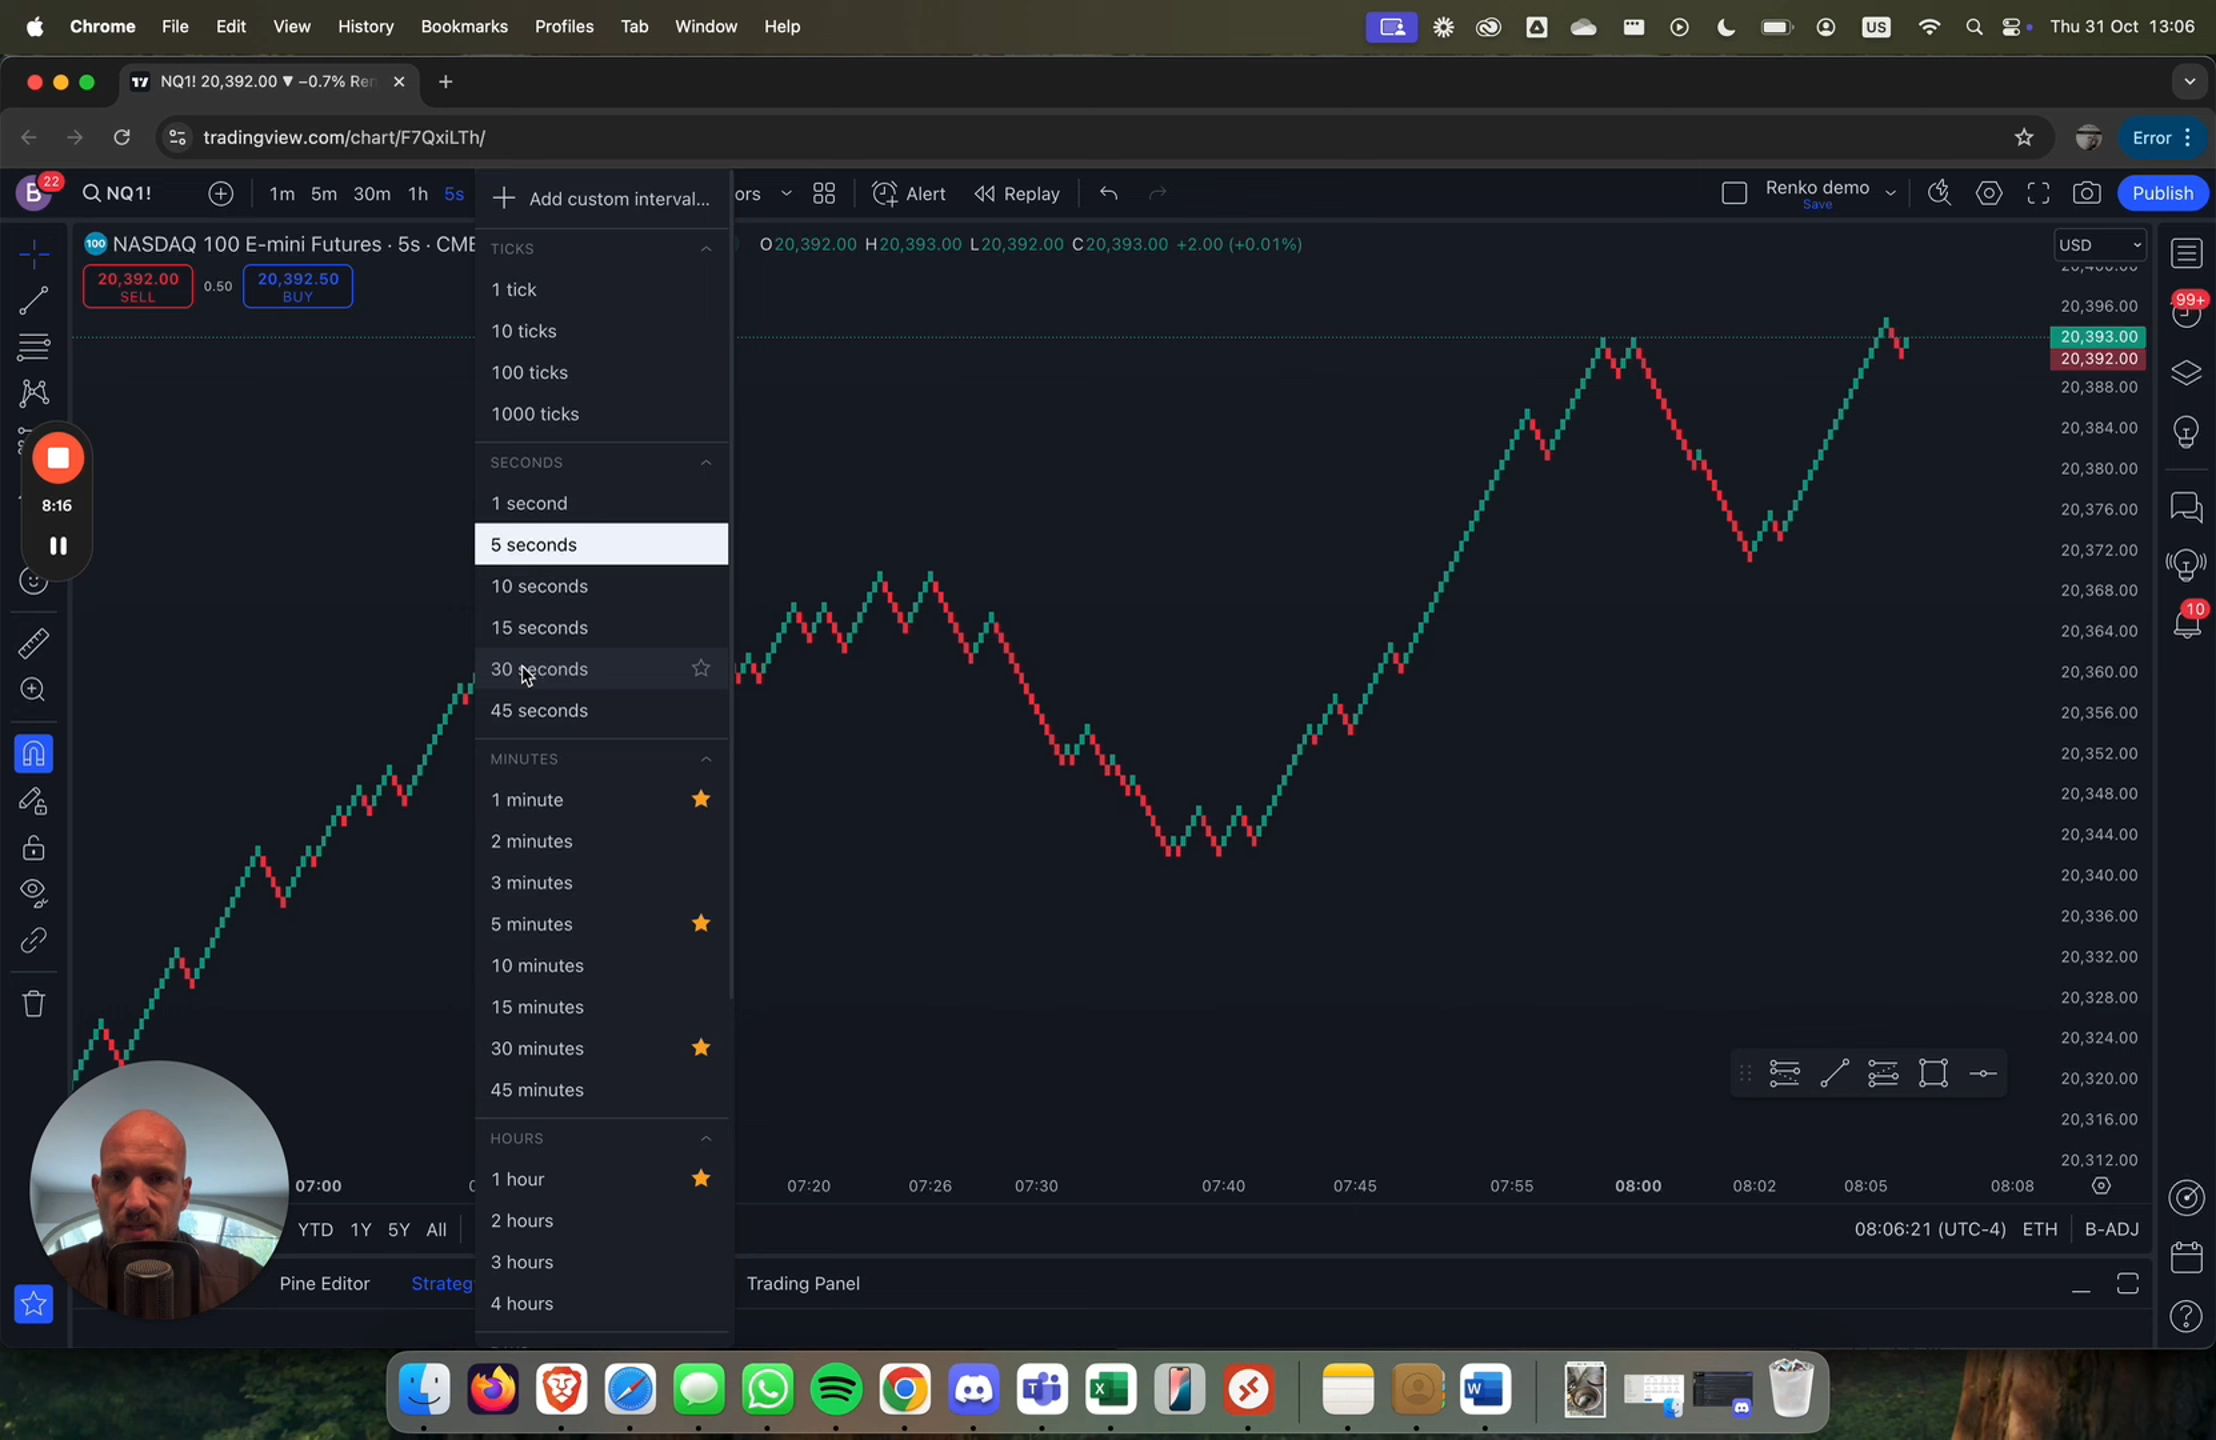 Chrome File Edit View History Bookmarks Profiles Tab Window Help US Thu 31 Oct 13:06
NQ1! 20,392.00 ▼ −0.7% Ren
tradingview.com/chart/F7QxiLTh/
Error
B 22 NQ1! 1m 5m 30m 1h 5s
ors Alert Replay
Renko demo
Save
Publish
100 NASDAQ 100 E-mini Futures · 5s · CME
O20,392.00 H20,393.00 L20,392.00 C20,393.00 +2.00 (+0.01%)
USD
20,392.00
SELL
0.50
20,392.50
BUY
Add custom interval...
TICKS
1 tick
10 ticks
100 ticks
1000 ticks
SECONDS
1 second
5 seconds
10 seconds
15 seconds
30 seconds
45 seconds
MINUTES
1 minute
2 minutes
3 minutes
5 minutes
10 minutes
15 minutes
30 minutes
45 minutes
HOURS
1 hour
2 hours
3 hours
4 hours
8:16
20,396.00
20,393.00
20,392.00
20,388.00
20,384.00
20,380.00
20,376.00
20,372.00
20,368.00
20,364.00
20,360.00
20,356.00
20,352.00
20,348.00
20,344.00
20,340.00
20,336.00
20,332.00
20,328.00
20,324.00
20,320.00
20,316.00
20,312.00
99+
10
07:00 07:20 07:26 07:30 07:40 07:45 07:55 08:00 08:02 08:05 08:08
YTD 1Y 5Y All
08:06:21 (UTC-4) ETH B-ADJ
Pine Editor Strateg Trading Panel